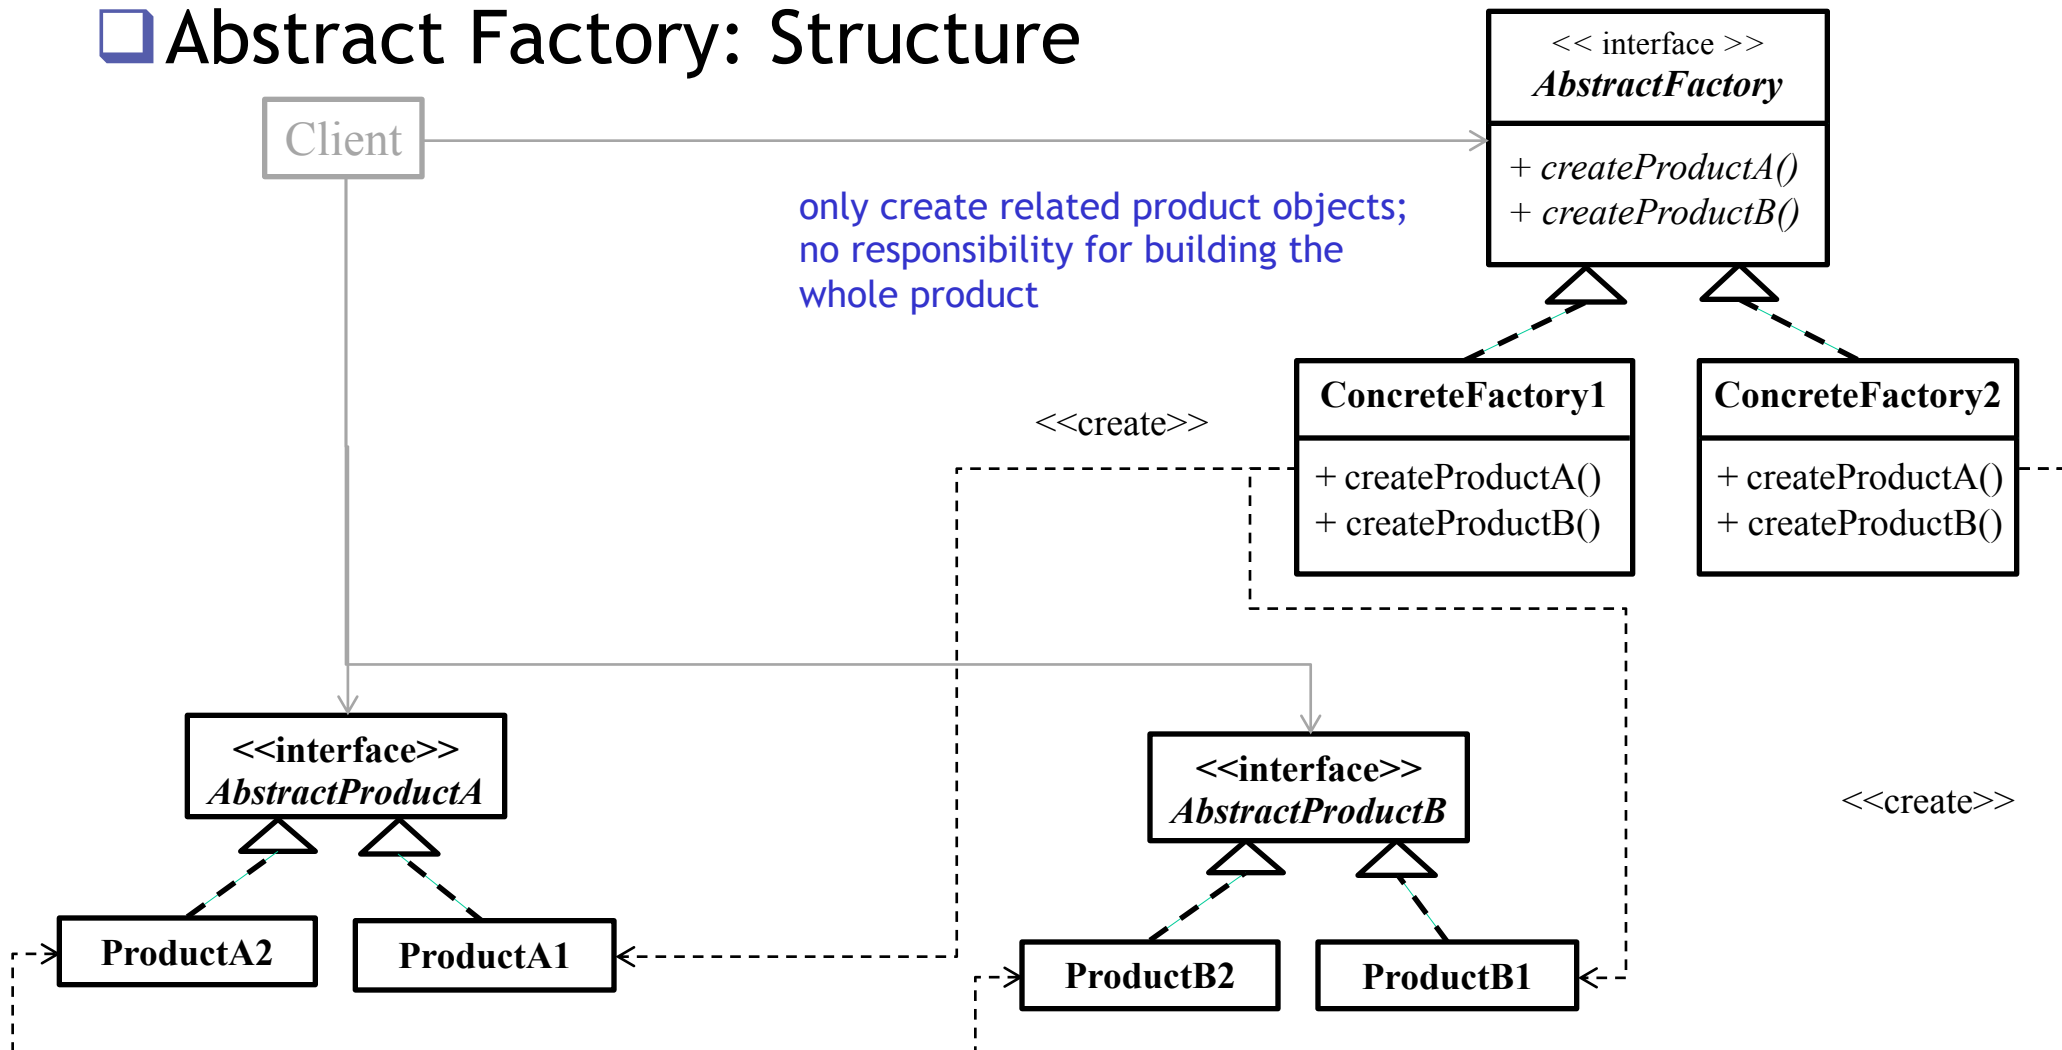 Abstract Factory: Structure
<< interface >>
AbstractFactory
+ createProductA()
+ createProductB()
Client
only create related product objects;
no responsibility for building the
whole product
ConcreteFactory1
+ createProductA()
+ createProductB()
ConcreteFactory2
+ createProductA()
+ createProductB()
<<create>>
<<interface>>
AbstractProductA
<<interface>>
AbstractProductB
<<create>>
ProductA2
ProductA1
ProductB2
ProductB1